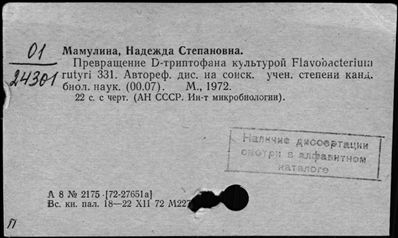 01
24301
Мамулина, Надежда Степановна.
Превращение D-триптофана культурой Flavobacterium
rutyri 331. Автореф. дис. на соиск. учен. степени канд.
биол. наук. (00.07). М., 1972.
22 с. с черт. (АН СССР. Ин-т микробиологии).
Наличие диссертации
смотри в алфавитном
каталоге
А 8 № 2175 [72-27651а]
Вс. кн. пал. 18—22 XII 72 М227
П